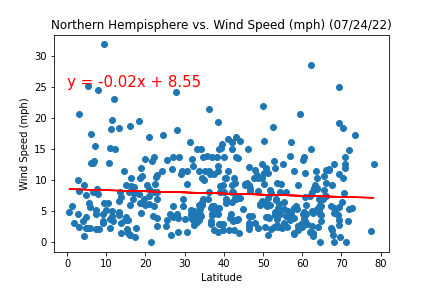 Northern Hempisphere vs. Wind Speed (mph) (07/24/22)
30
25
20
15
10
5
0
Wind Speed (mph)
y = -0.02x + 8.55
0 10 20 30 40 50 60 70 80
Latitude